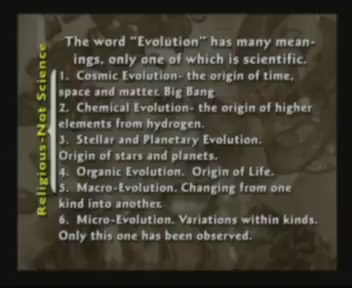 The word "Evolution" has many mean-
ings, only one of which is scientific.
Religious-Not Science
1. Cosmic Evolution- the origin of time,
space and matter. Big Bang
2. Chemical Evolution- the origin of higher
elements from hydrogen.
3. Stellar and Planetary Evolution.
Origin of stars and planets.
4. Organic Evolution. Origin of Life.
5. Macro-Evolution. Changing from one
kind into another.
6. Micro-Evolution. Variations within kinds.
Only this one has been observed.